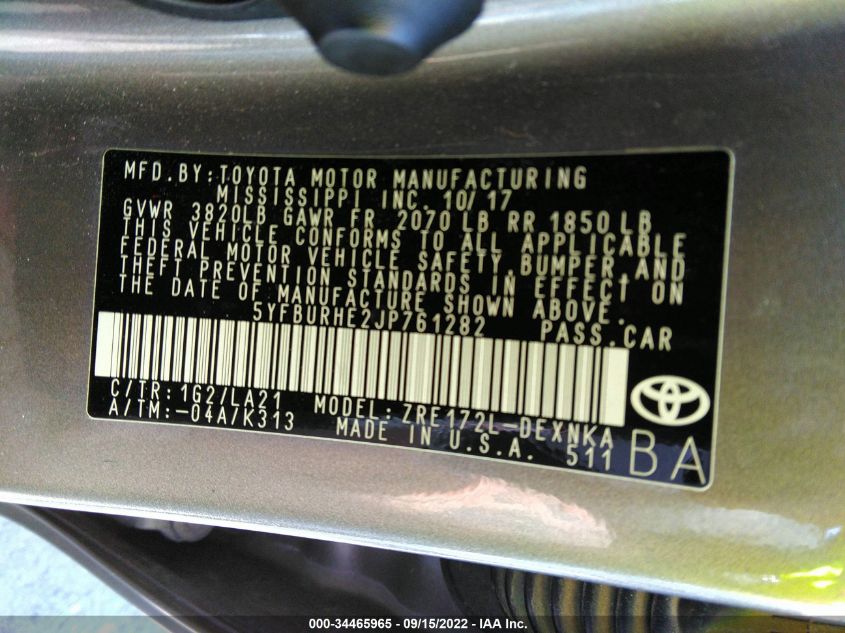 MFD.BY:TOYOTA MOTOR MANUFACTURING
MISSISSIPPI INC. 10/17
GVWR 3820LB GAWR FR 2070 LB RR 1850 LB
THIS VEHICLE CONFORMS TO ALL APPLICABLE
FEDERAL MOTOR VEHICLE SAFETY,BUMPER,AND
THEFT PREVENTION STANDARDS IN EFFECT ON
THE DATE OF MANUFACTURE SHOWN ABOVE.
5YFBURHE2JP761282 PASS.CAR
C/TR:1G2/LA21 MODEL:ZRE172L-DEXNKA
A/TM:-04A/K313 MADE IN U.S.A. 511
BA
000-34465965 - 09/15/2022 - IAA Inc.